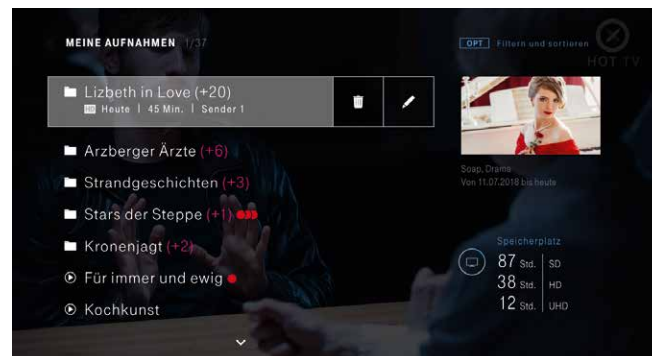 MEINE AUFNAHMEN 1/37
OPT Filtern und sortieren
HOT TV
Lizbeth in Love (+20)
HD Heute | 45 Min. | Sender 1
Arzberger Ärzte (+6)
Strandgeschichten (+3)
Stars der Steppe (+1)
Kronenjagt (+2)
Für immer und ewig
Kochkunst
Soap, Drama
Von 11.07.2018 bis heute
Speicherplatz
87 Std. | SD
38 Std. | HD
12 Std. | UHD